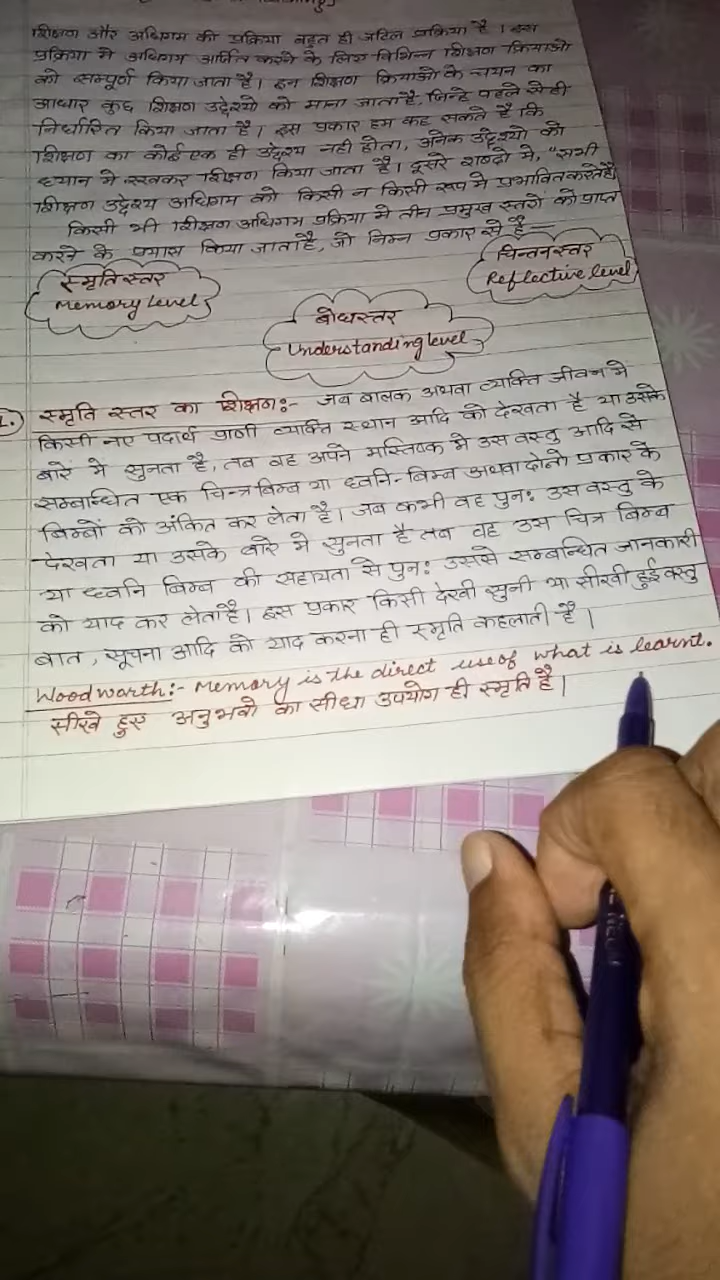 शिक्षण और अधिगम की प्रक्रिया बहुत ही जटिल प्रक्रिया है । इस
प्रक्रिया मे अधिगम अर्जित करने के लिए विभिन्न शिक्षण क्रियाओ
को सम्पूर्ण किया जाता है। इन शिक्षण क्रियाओ के चयन का
आधार कुछ शिक्षण उद्देश्यो को माना जाता है, जिन्हे पहले से ही
निर्धारित किया जाता है। इस प्रकार हम कह सकते है कि
शिक्षण का कोई एक ही उद्देश्य नही होता, अनेक उद्देश्यो को
ध्यान मे रखकर शिक्षण किया जाता है। दूसरे शब्दो मे, "सभी
शिक्षण उद्देश्य अधिगम को किसी न किसी रूप मे प्रभावित करते है।
किसी भी शिक्षण अधिगम प्रक्रिया मे तीन प्रमुख स्तरो को प्राप्त
करने के प्रयास किया जाता है, जो निम्न प्रकार से है —
स्मृति स्तर
Memory Level
बोधस्तर
Understanding level
चिन्तन स्तर
Reflective level
1. स्मृति स्तर का शिक्षण :- जब बालक अथवा व्यक्ति जीवन मे
किसी नए पदार्थ प्राणी व्यक्ति स्थान आदि को देखता है या उसके
बारे मे सुनता है, तब वह अपने मस्तिष्क मे उस वस्तु आदि से
सम्बन्धित एक चित्र बिम्ब या ध्वनि-बिम्ब अथवा दोनो प्रकार के
बिम्बो को अंकित कर लेता है। जब कभी वह पुन: उस वस्तु के
देखता या उसके बारे मे सुनता है तब वह उस चित्र बिम्ब
या ध्वनि बिम्ब की सहायता से पुन: उससे सम्बन्धित जानकारी
को याद कर लेता है। इस प्रकार किसी देखी सुनी या सीखी हुई वस्तु
बात, सूचना आदि को याद करना ही स्मृति कहलाती है ।
Wood worth :- Memory is the direct use of what is learnt.
सीखे हुए अनुभवो का सीधा उपयोग ही स्मृति है।